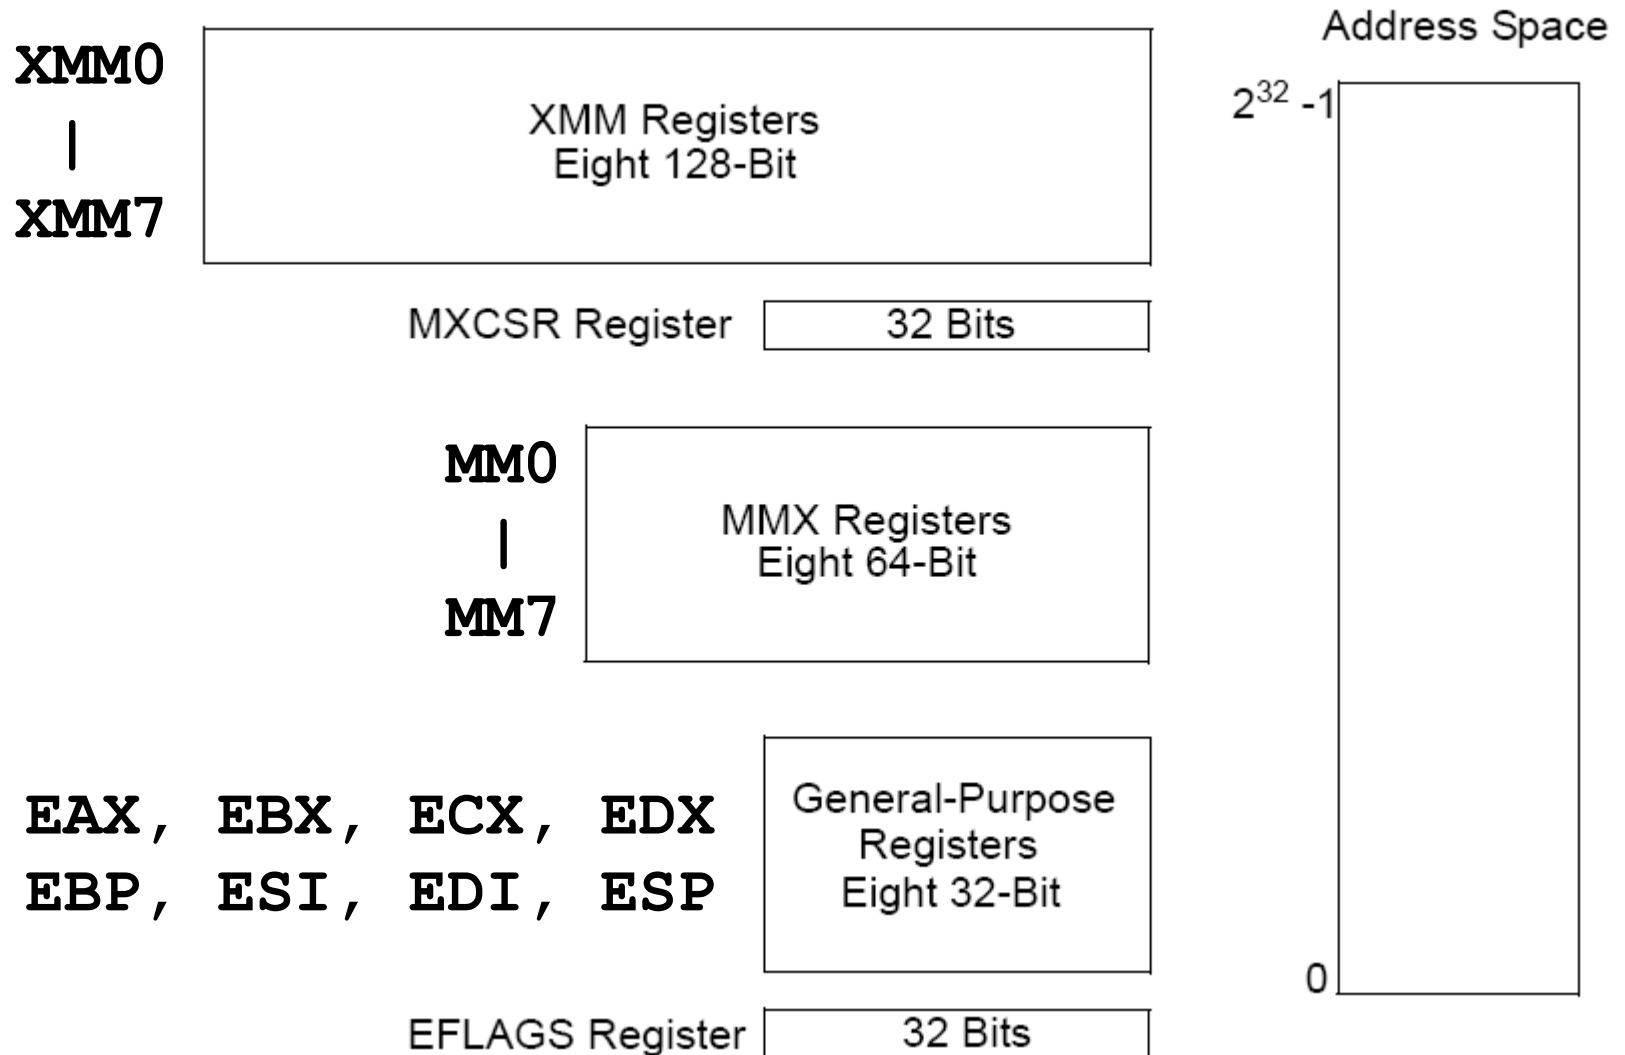 Address Space
XMM0
|
XMM7
XMM Registers
Eight 128-Bit
2³² -1
MXCSR Register
32 Bits
MM0
|
MM7
MMX Registers
Eight 64-Bit
EAX, EBX, ECX, EDX
EBP, ESI, EDI, ESP
General-Purpose
Registers
Eight 32-Bit
0
EFLAGS Register
32 Bits